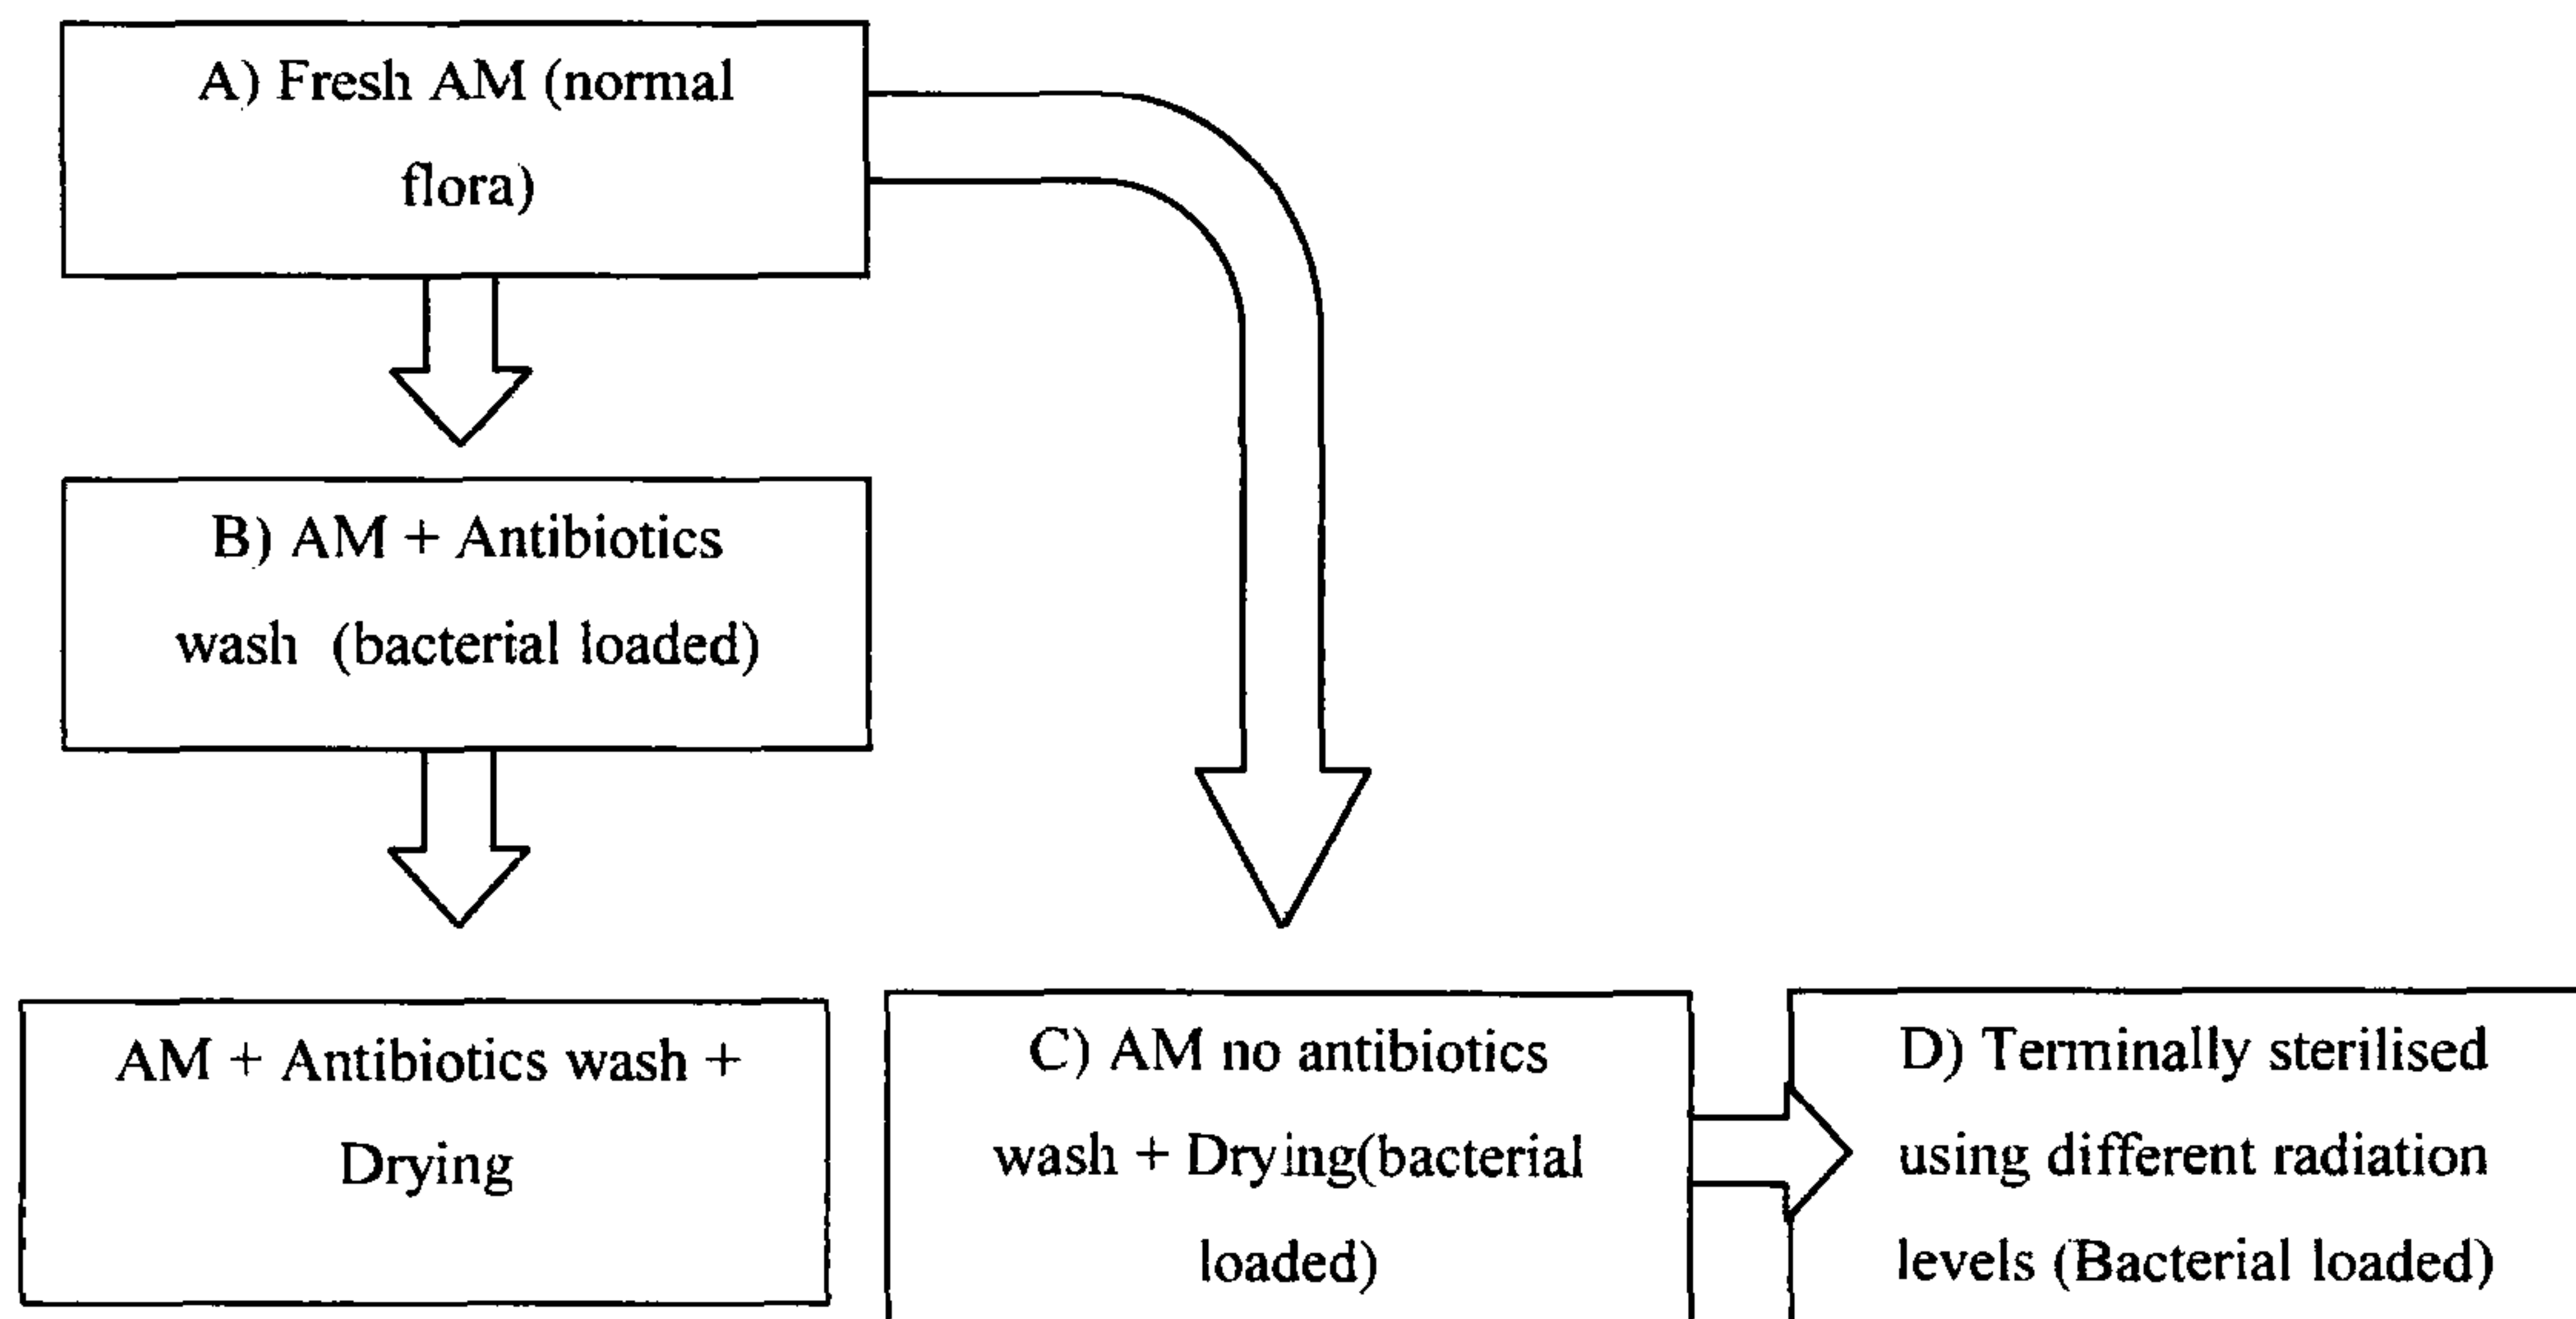 A) Fresh AM (normal
flora)
B) AM + Antibiotics
wash (bacterial loaded)
AM + Antibiotics wash +
Drying
C) AM no antibiotics
wash + Drying(bacterial
loaded)
D) Terminally sterilised
using different radiation
levels (Bacterial loaded)